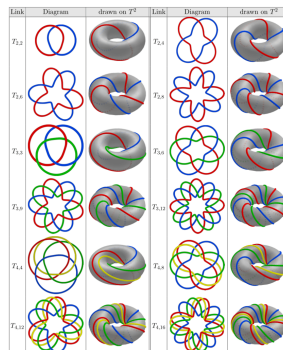 Link Diagram drawn on T² Link Diagram drawn on T²
T₂,₂ T₂,₄
T₂,₆ T₂,₈
T₃,₃ T₃,₆
T₃,₉ T₃,₁₂
T₄,₄ T₄,₈
T₄,₁₂ T₄,₁₆